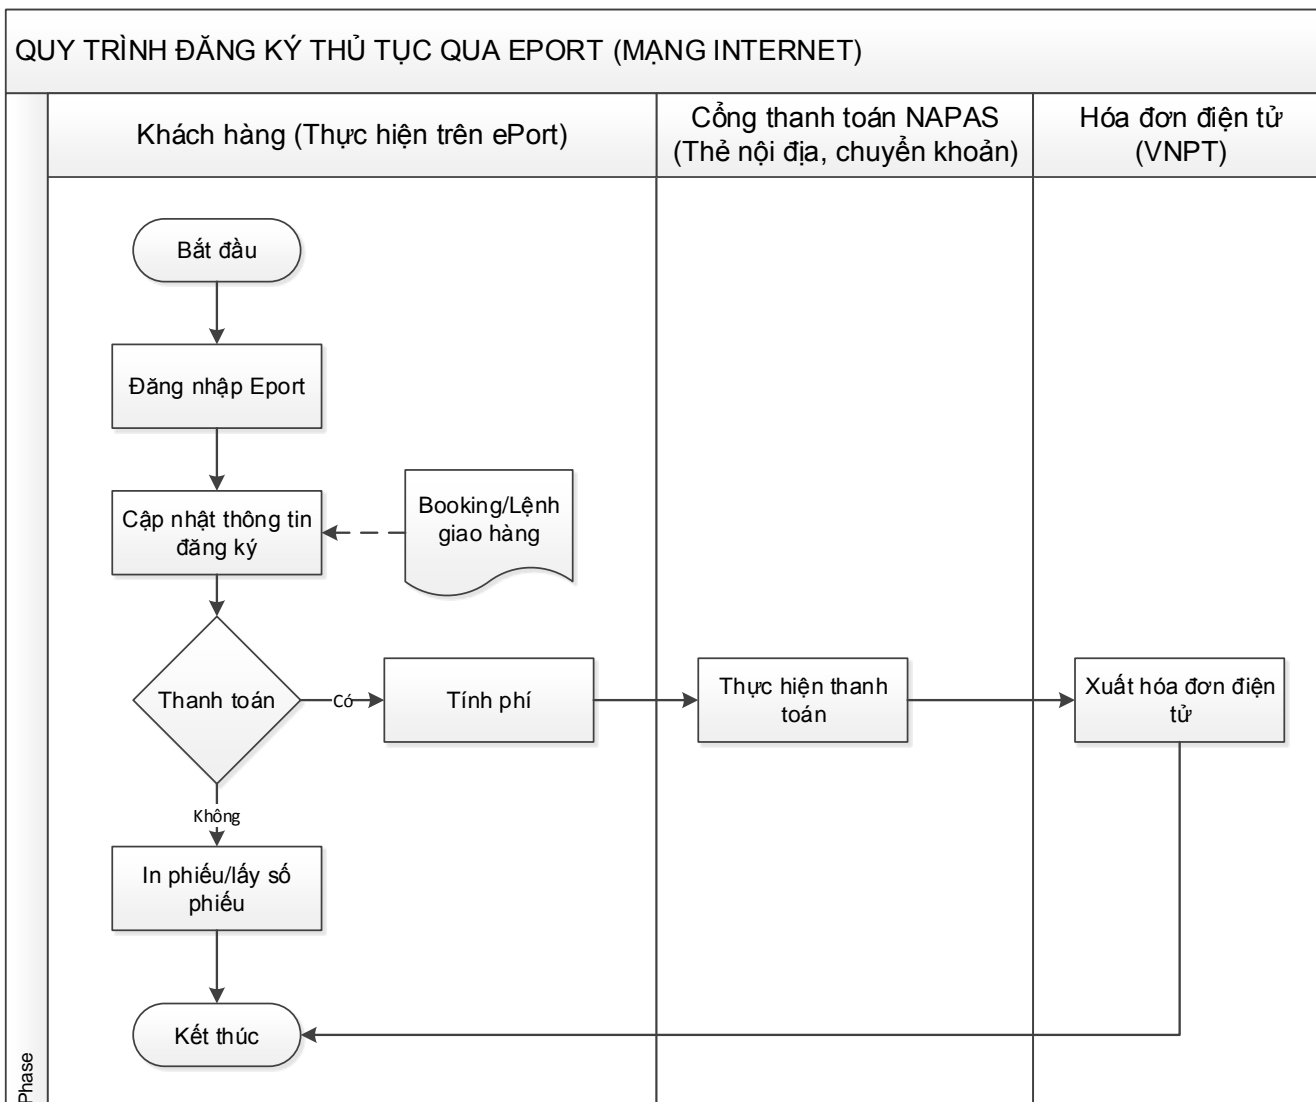 QUY TRÌNH ĐĂNG KÝ THỦ TỤC QUA EPORT (MẠNG INTERNET)
Khách hàng (Thực hiện trên ePort)
Cổng thanh toán NAPAS
(Thẻ nội địa, chuyển khoản)
Hóa đơn điện tử
(VNPT)
Bắt đầu
Đăng nhập Eport
Cập nhật thông tin
đăng ký
Booking/Lệnh
giao hàng
Thanh toán
Có
Tính phí
Thực hiện thanh
toán
Xuất hóa đơn điện
tử
Không
In phiếu/lấy số
phiếu
Kết thúc
Phase